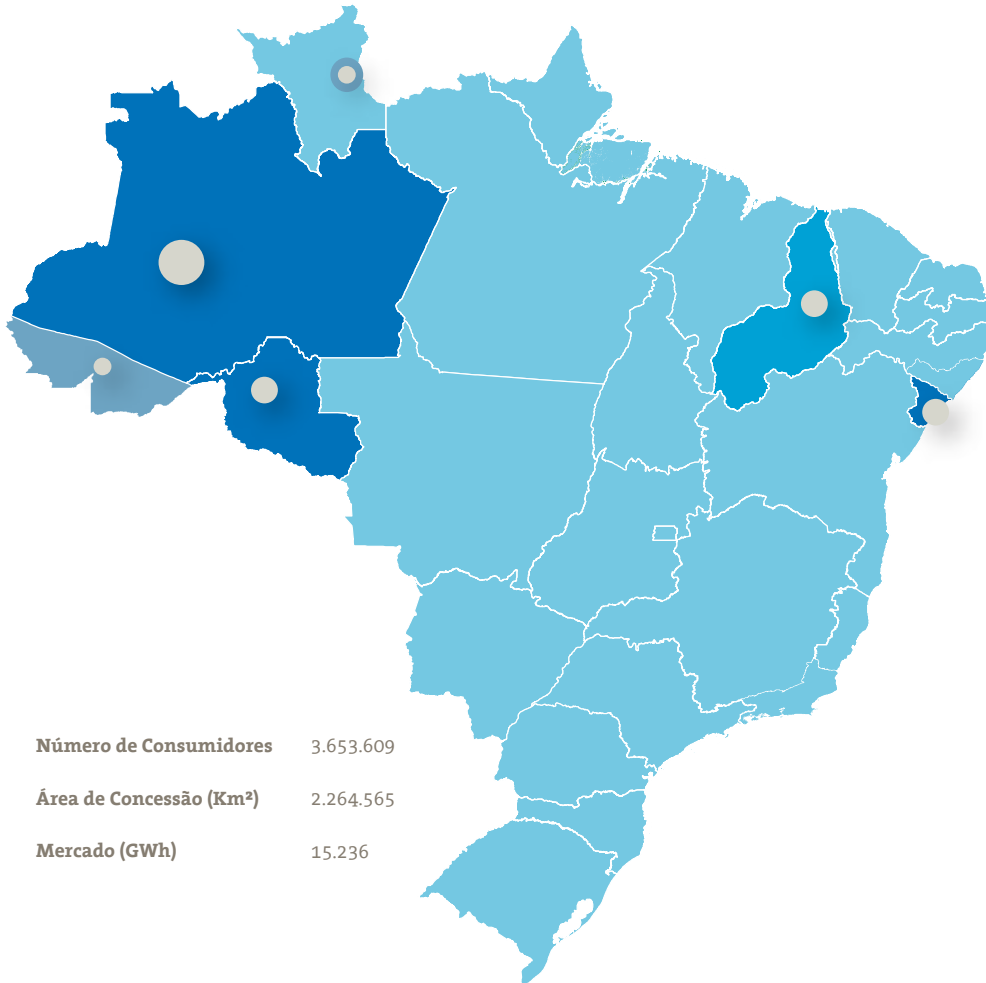 Número de Consumidores 3.653.609
Área de Concessão (Km²) 2.264.565
Mercado (GWh) 15.236